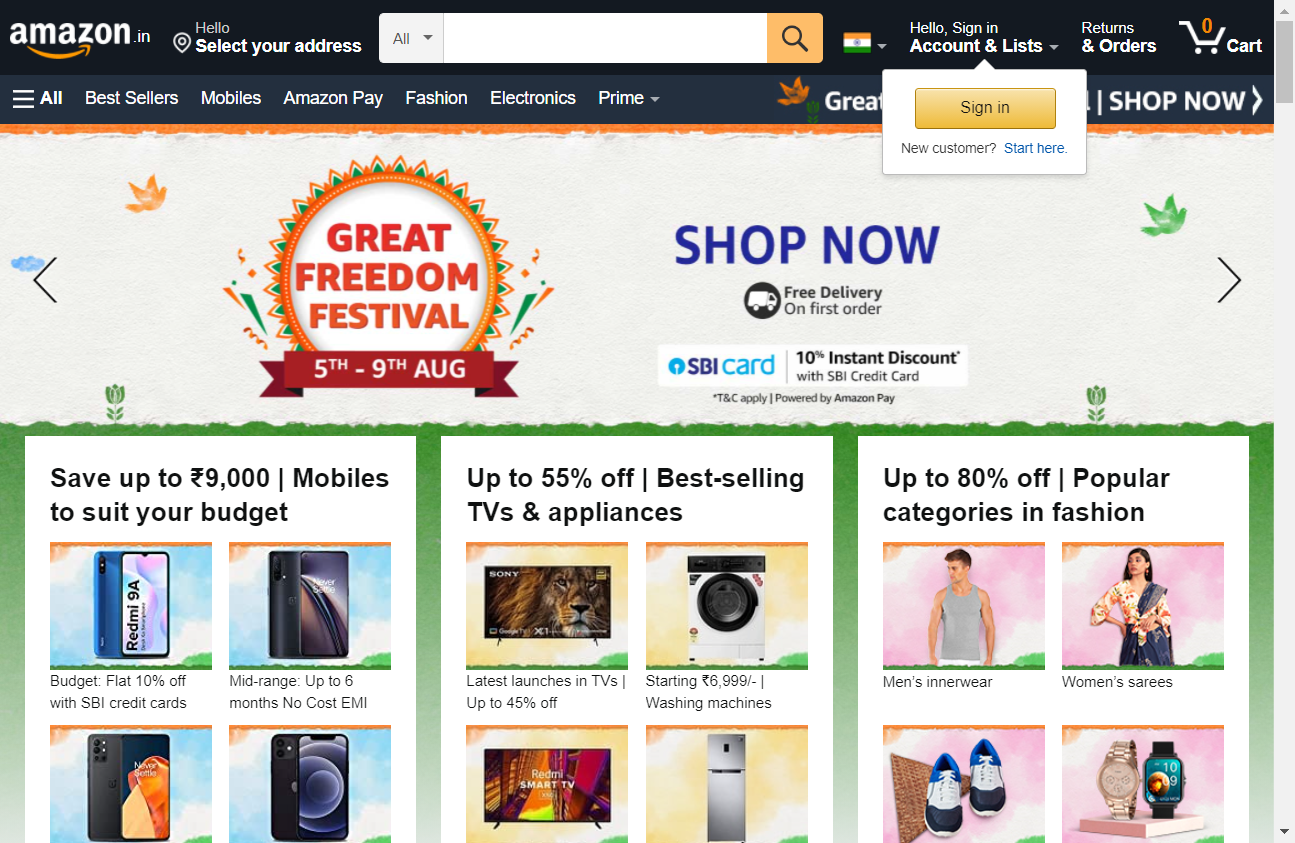 amazon.in
Hello
Select your address
All
Hello, Sign in
Account & Lists
Returns
& Orders
0
Cart
All
Best Sellers
Mobiles
Amazon Pay
Fashion
Electronics
Prime
| SHOP NOW
Sign in
New customer? Start here.
GREAT
FREEDOM
FESTIVAL
5TH - 9TH AUG
SHOP NOW
Free Delivery
On first order
SBI card
10% Instant Discount*
with SBI Credit Card
*T&C apply | Powered by Amazon Pay
Save up to ₹9,000 | Mobiles
to suit your budget
Redmi 9A
Never
Settle
Budget: Flat 10% off
with SBI credit cards
Mid-range: Up to 6
months No Cost EMI
Never
Settle
Up to 55% off | Best-selling
TVs & appliances
SONY
Latest launches in TVs |
Up to 45% off
Starting ₹6,999/- |
Washing machines
Redmi
SMART TV
Up to 80% off | Popular
categories in fashion
Men’s innerwear
Women’s sarees
10
09